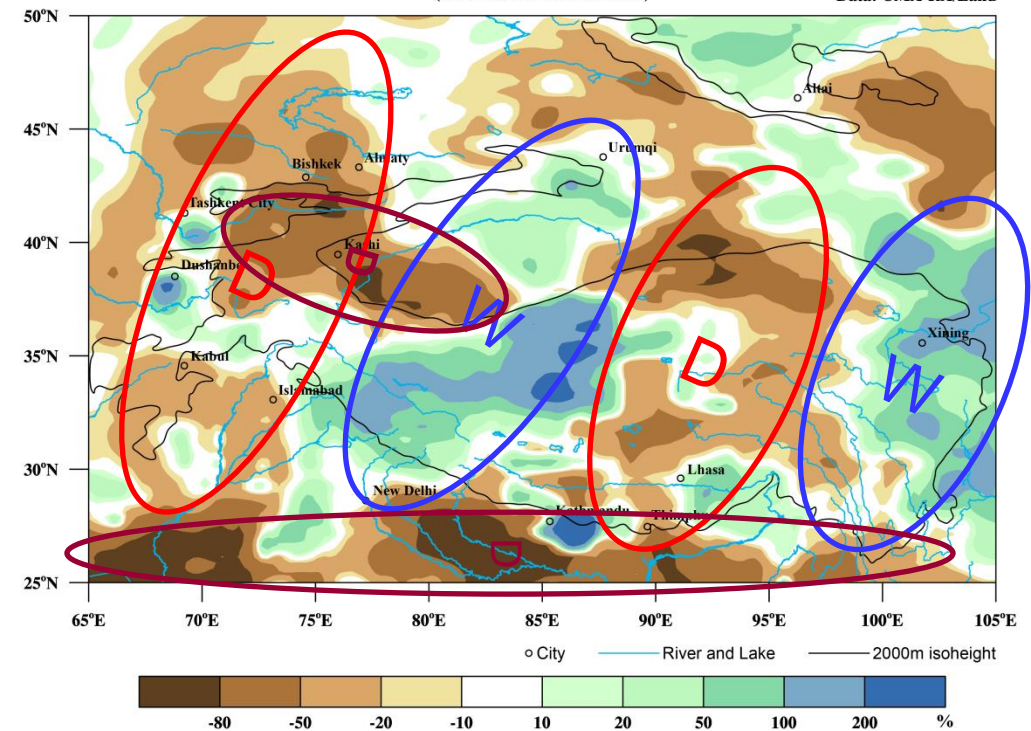 50°N
45°N
40°N
35°N
30°N
25°N
65°E 70°E 75°E 80°E 85°E 90°E 95°E 100°E 105°E
Altai
Urumqi
Bishkek Almaty
Tashkent City
Kashi
Dushanbe
D D
W
Xining
Kabul
D
W
Islamabad
Lhasa
New Delhi
Kathmandu Thimphu
D
City River and Lake 2000m isoheight
-80 -50 -20 -10 10 20 50 100 200 %